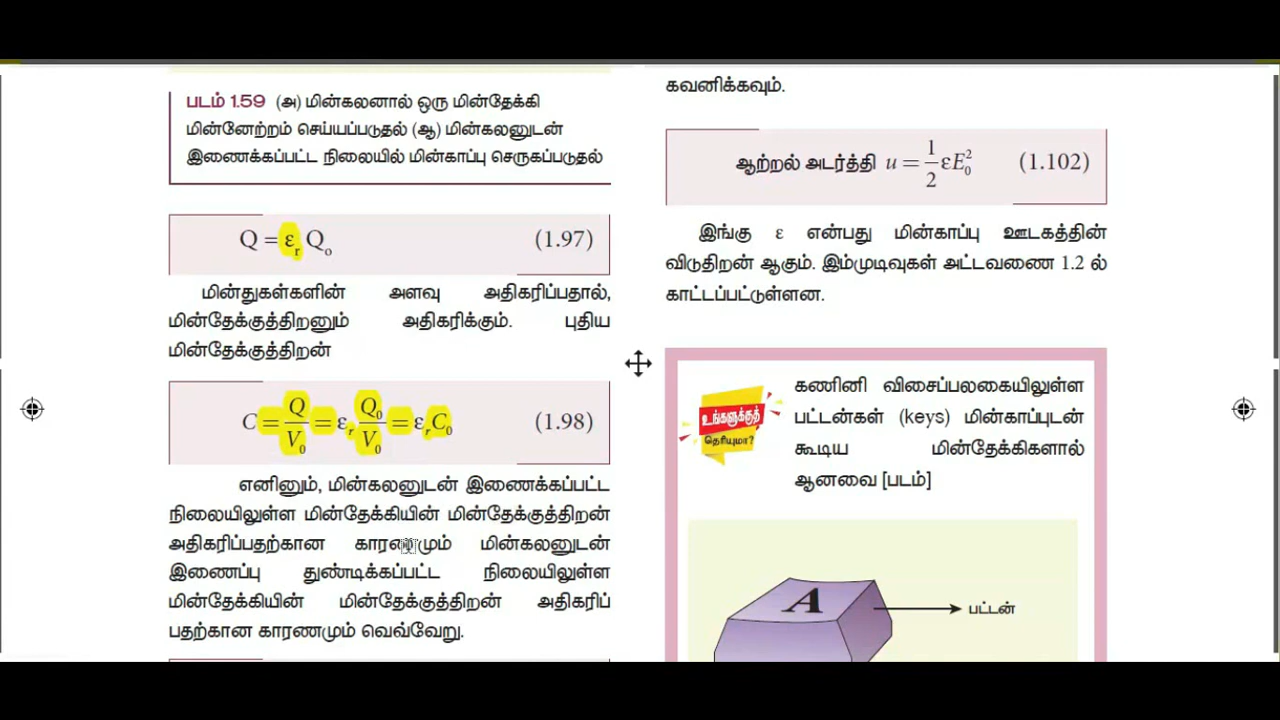 படம் 1.59 (அ) மின்கலனால் ஒரு மின்தேக்கி
மின்னேற்றம் செய்யப்படுதல் (ஆ) மின்கலனுடன்
இணைக்கப்பட்ட நிலையில் மின்காப்பு செருகப்படுதல்
Q = εᵣ Q₀ (1.97)
மின்துகள்களின் அளவு அதிகரிப்பதால்,
மின்தேக்குத்திறனும் அதிகரிக்கும். புதிய
மின்தேக்குத்திறன்
C = Q/V₀ = εᵣ Q₀/V₀ = εᵣ C₀ (1.98)
எனினும், மின்கலனுடன் இணைக்கப்பட்ட
நிலையிலுள்ள மின்தேக்கியின் மின்தேக்குத்திறன்
அதிகரிப்பதற்கான காரணமும் மின்கலனுடன்
இணைப்பு துண்டிக்கப்பட்ட நிலையிலுள்ள
மின்தேக்கியின் மின்தேக்குத்திறன் அதிகரிப்
பதற்கான காரணமும் வெவ்வேறு.
கவனிக்கவும்.
ஆற்றல் அடர்த்தி u = 1/2 εE₀² (1.102)
இங்கு ε என்பது மின்காப்பு ஊடகத்தின்
விடுதிறன் ஆகும். இம்முடிவுகள் அட்டவணை 1.2 ல்
காட்டப்பட்டுள்ளன.
உங்களுக்குத்
தெரியுமா?
கணினி விசைப்பலகையிலுள்ள
பட்டன்கள் (keys) மின்காப்புடன்
கூடிய மின்தேக்கிகளால்
ஆனவை [படம்]
A
பட்டன்